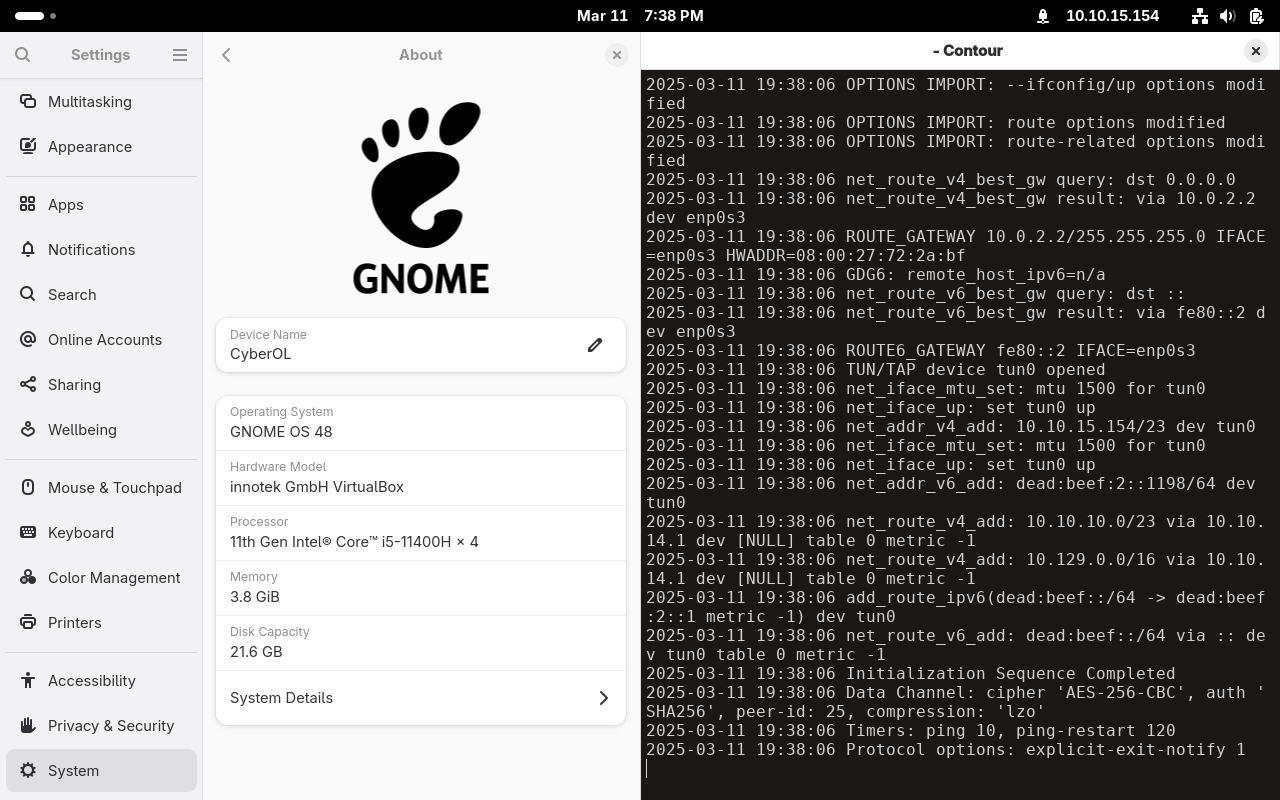 Mar 11 7:38 PM
10.10.15.154
Settings
Multitasking
Appearance
Apps
Notifications
Search
Online Accounts
Sharing
Wellbeing
Mouse & Touchpad
Keyboard
Color Management
Printers
Accessibility
Privacy & Security
System
About
GNOME
Device Name
CyberOL
Operating System
GNOME OS 48
Hardware Model
innotek GmbH VirtualBox
Processor
11th Gen Intel® Core™ i5-11400H × 4
Memory
3.8 GiB
Disk Capacity
21.6 GB
System Details
- Contour
2025-03-11 19:38:06 OPTIONS IMPORT: --ifconfig/up options modi
fied
2025-03-11 19:38:06 OPTIONS IMPORT: route options modified
2025-03-11 19:38:06 OPTIONS IMPORT: route-related options modi
fied
2025-03-11 19:38:06 net_route_v4_best_gw query: dst 0.0.0.0
2025-03-11 19:38:06 net_route_v4_best_gw result: via 10.0.2.2
dev enp0s3
2025-03-11 19:38:06 ROUTE_GATEWAY 10.0.2.2/255.255.255.0 IFACE
=enp0s3 HWADDR=08:00:27:72:2a:bf
2025-03-11 19:38:06 GDG6: remote_host_ipv6=n/a
2025-03-11 19:38:06 net_route_v6_best_gw query: dst ::
2025-03-11 19:38:06 net_route_v6_best_gw result: via fe80::2 d
ev enp0s3
2025-03-11 19:38:06 ROUTE6_GATEWAY fe80::2 IFACE=enp0s3
2025-03-11 19:38:06 TUN/TAP device tun0 opened
2025-03-11 19:38:06 net_iface_mtu_set: mtu 1500 for tun0
2025-03-11 19:38:06 net_iface_up: set tun0 up
2025-03-11 19:38:06 net_addr_v4_add: 10.10.15.154/23 dev tun0
2025-03-11 19:38:06 net_iface_mtu_set: mtu 1500 for tun0
2025-03-11 19:38:06 net_iface_up: set tun0 up
2025-03-11 19:38:06 net_addr_v6_add: dead:beef:2::1198/64 dev
tun0
2025-03-11 19:38:06 net_route_v4_add: 10.10.10.0/23 via 10.10.
14.1 dev [NULL] table 0 metric -1
2025-03-11 19:38:06 net_route_v4_add: 10.129.0.0/16 via 10.10.
14.1 dev [NULL] table 0 metric -1
2025-03-11 19:38:06 add_route_ipv6(dead:beef::/64 -> dead:beef
:2::1 metric -1) dev tun0
2025-03-11 19:38:06 net_route_v6_add: dead:beef::/64 via :: de
v tun0 table 0 metric -1
2025-03-11 19:38:06 Initialization Sequence Completed
2025-03-11 19:38:06 Data Channel: cipher 'AES-256-CBC', auth '
SHA256', peer-id: 25, compression: 'lzo'
2025-03-11 19:38:06 Timers: ping 10, ping-restart 120
2025-03-11 19:38:06 Protocol options: explicit-exit-notify 1